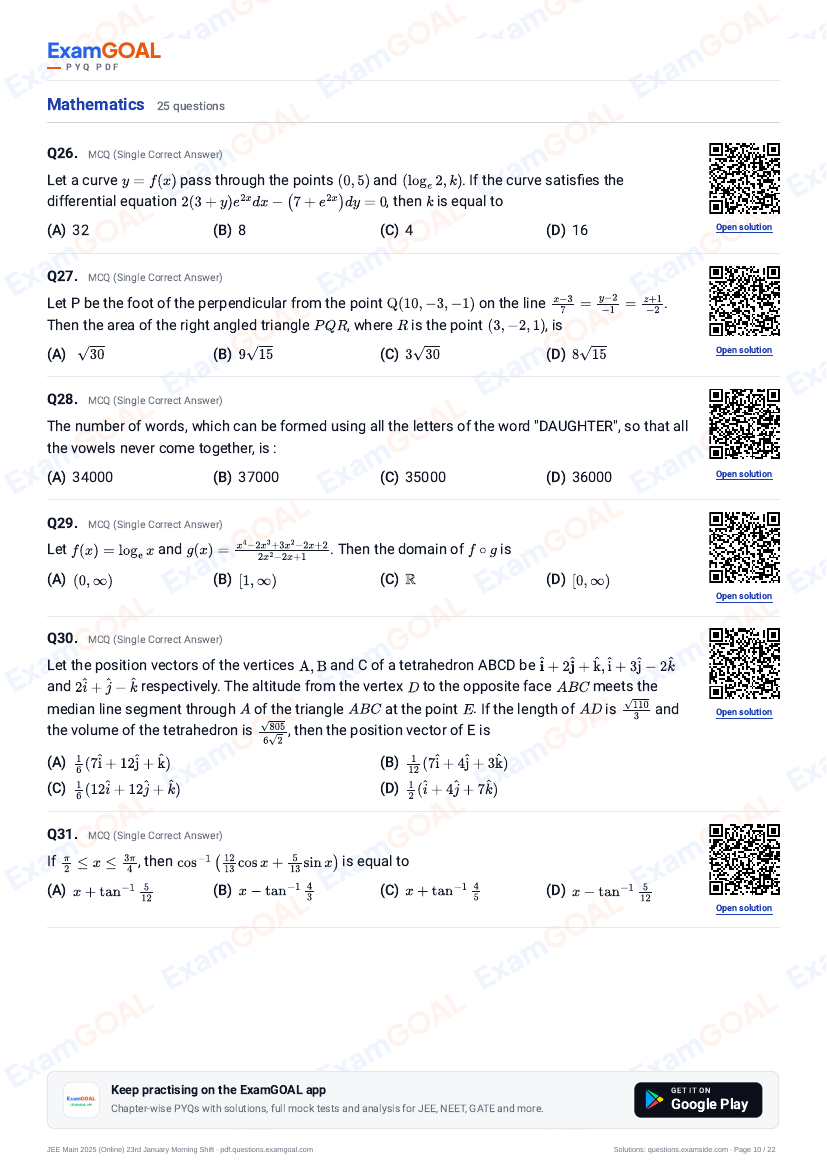 ExamGOAL
PYQ PDF
Mathematics 25 questions
Q26. MCQ (Single Correct Answer)
Let a curve y = f(x) pass through the points (0, 5) and (logₑ 2, k). If the curve satisfies the
differential equation 2(3 + y)e²ˣdx − (7 + e²ˣ)dy = 0, then k is equal to
(A) 32 (B) 8 (C) 4 (D) 16
Open solution
Q27. MCQ (Single Correct Answer)
Let P be the foot of the perpendicular from the point Q(10, −3, −1) on the line (x−3)/7 = (y−2)/−1 = (z+1)/−2.
Then the area of the right angled triangle PQR, where R is the point (3, −2, 1), is
(A) √30 (B) 9√15 (C) 3√30 (D) 8√15
Open solution
Q28. MCQ (Single Correct Answer)
The number of words, which can be formed using all the letters of the word "DAUGHTER", so that all
the vowels never come together, is :
(A) 34000 (B) 37000 (C) 35000 (D) 36000
Open solution
Q29. MCQ (Single Correct Answer)
Let f(x) = logₑ x and g(x) = (x⁴−2x³+3x²−2x+2)/(2x²−2x+1). Then the domain of f ∘ g is
(A) (0, ∞) (B) [1, ∞) (C) ℝ (D) [0, ∞)
Open solution
Q30. MCQ (Single Correct Answer)
Let the position vectors of the vertices A, B and C of a tetrahedron ABCD be î + 2ĵ + k̂, î + 3ĵ − 2k̂
and 2î + ĵ − k̂ respectively. The altitude from the vertex D to the opposite face ABC meets the
median line segment through A of the triangle ABC at the point E. If the length of AD is √110/3 and
the volume of the tetrahedron is √805/(6√2), then the position vector of E is
(A) 1/6(7î + 12ĵ + k̂) (B) 1/12(7î + 4ĵ + 3k̂)
(C) 1/6(12î + 12ĵ + k̂) (D) 1/2(î + 4ĵ + 7k̂)
Open solution
Q31. MCQ (Single Correct Answer)
If π/2 ≤ x ≤ 3π/4, then cos⁻¹(12/13 cos x + 5/13 sin x) is equal to
(A) x + tan⁻¹ 5/12 (B) x − tan⁻¹ 4/3 (C) x + tan⁻¹ 4/5 (D) x − tan⁻¹ 5/12
Open solution
Keep practising on the ExamGOAL app
Chapter-wise PYQs with solutions, full mock tests and analysis for JEE, NEET, GATE and more.
ExamGOAL
GET IT ON
Google Play
JEE Main 2025 (Online) 23rd January Morning Shift · pdf.questions.examgoal.com
Solutions: questions.examside.com · Page 10 / 22